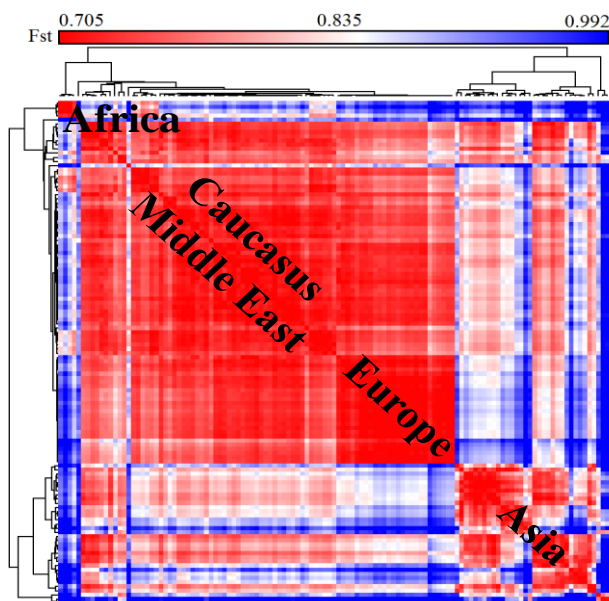 Fst 0.705 0.835 0.992
Africa
Caucasus
Middle East
Europe
Asia